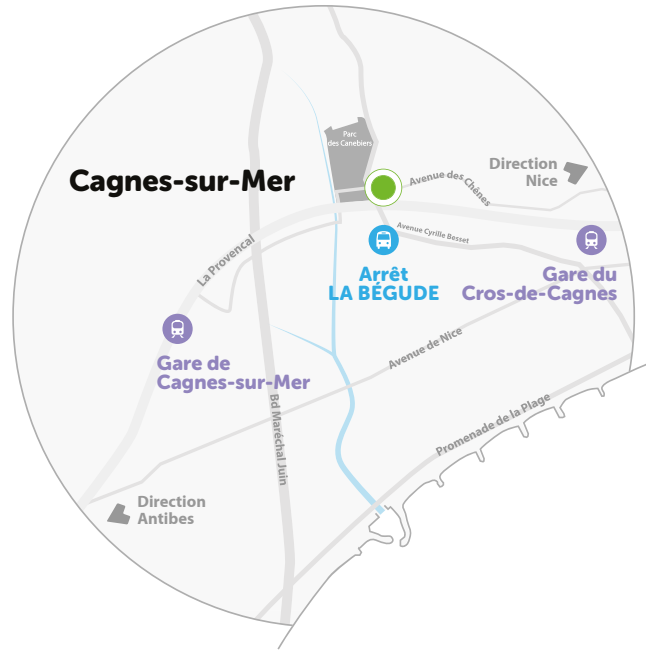 Parc
des Canebiers
Cagnes-sur-Mer
Direction
Nice
Avenue des Chênes
Avenue Cyrille Besset
La Provençal
Arrêt
LA BÉGUDE
Gare du
Cros-de-Cagnes
Gare de
Cagnes-sur-Mer
Avenue de Nice
Bd Maréchal Juin
Promenade de la Plage
Direction
Antibes